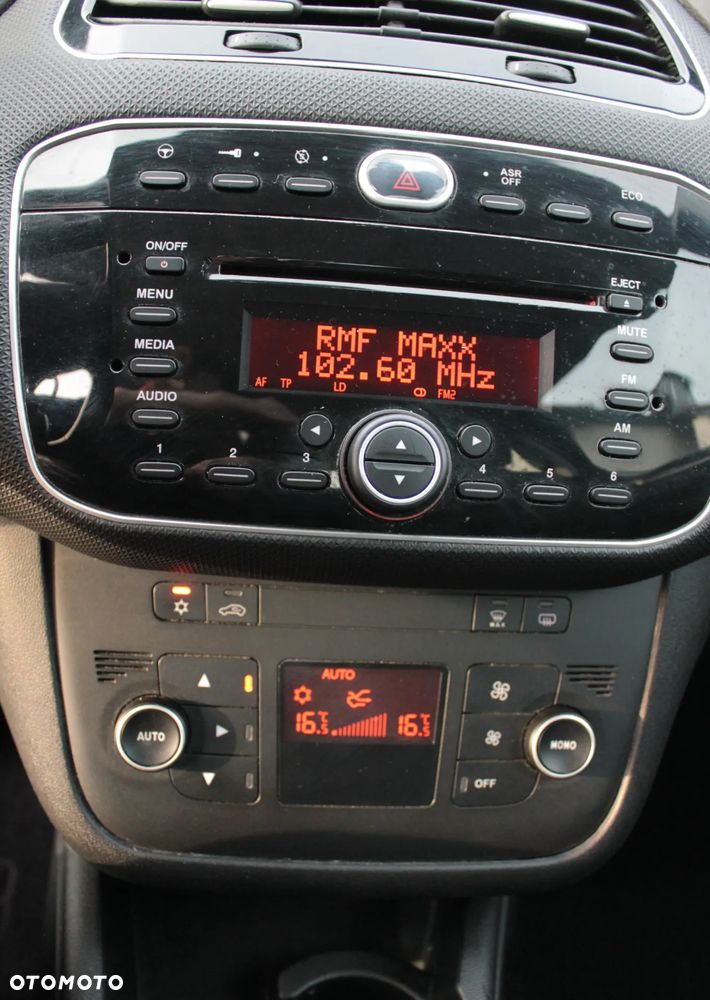 ASR
OFF
ECO
ON/OFF
EJECT
MENU
MUTE
RMF MAXX
MEDIA
102.60 MHz
AF TP LD FM2
FM
AUDIO
AM
1 2 3 4 5 6
MAX
AUTO
16.5 °C 16.5 °C
AUTO
MONO
OFF
OTOMOTO